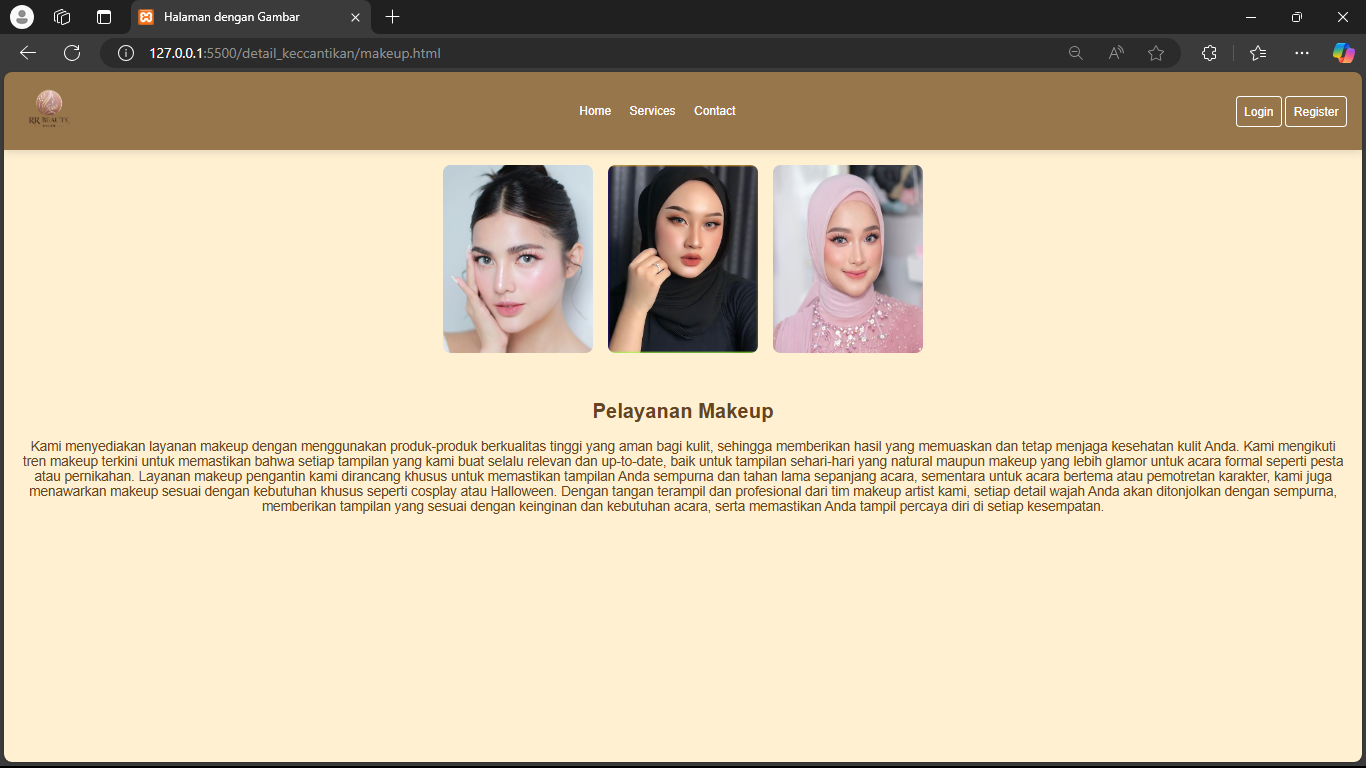 Halaman dengan Gambar
127.0.0.1:5500/detail_keccantikan/makeup.html
RR BEAUTY
Home Services Contact
Login Register
Pelayanan Makeup
Kami menyediakan layanan makeup dengan menggunakan produk-produk berkualitas tinggi yang aman bagi kulit, sehingga memberikan hasil yang memuaskan dan tetap menjaga kesehatan kulit Anda. Kami mengikuti
tren makeup terkini untuk memastikan bahwa setiap tampilan yang kami buat selalu relevan dan up-to-date, baik untuk tampilan sehari-hari yang natural maupun makeup yang lebih glamor untuk acara formal seperti pesta
atau pernikahan. Layanan makeup pengantin kami dirancang khusus untuk memastikan tampilan Anda sempurna dan tahan lama sepanjang acara, sementara untuk acara bertema atau pemotretan karakter, kami juga
menawarkan makeup sesuai dengan kebutuhan khusus seperti cosplay atau Halloween. Dengan tangan terampil dan profesional dari tim makeup artist kami, setiap detail wajah Anda akan ditonjolkan dengan sempurna,
memberikan tampilan yang sesuai dengan keinginan dan kebutuhan acara, serta memastikan Anda tampil percaya diri di setiap kesempatan.